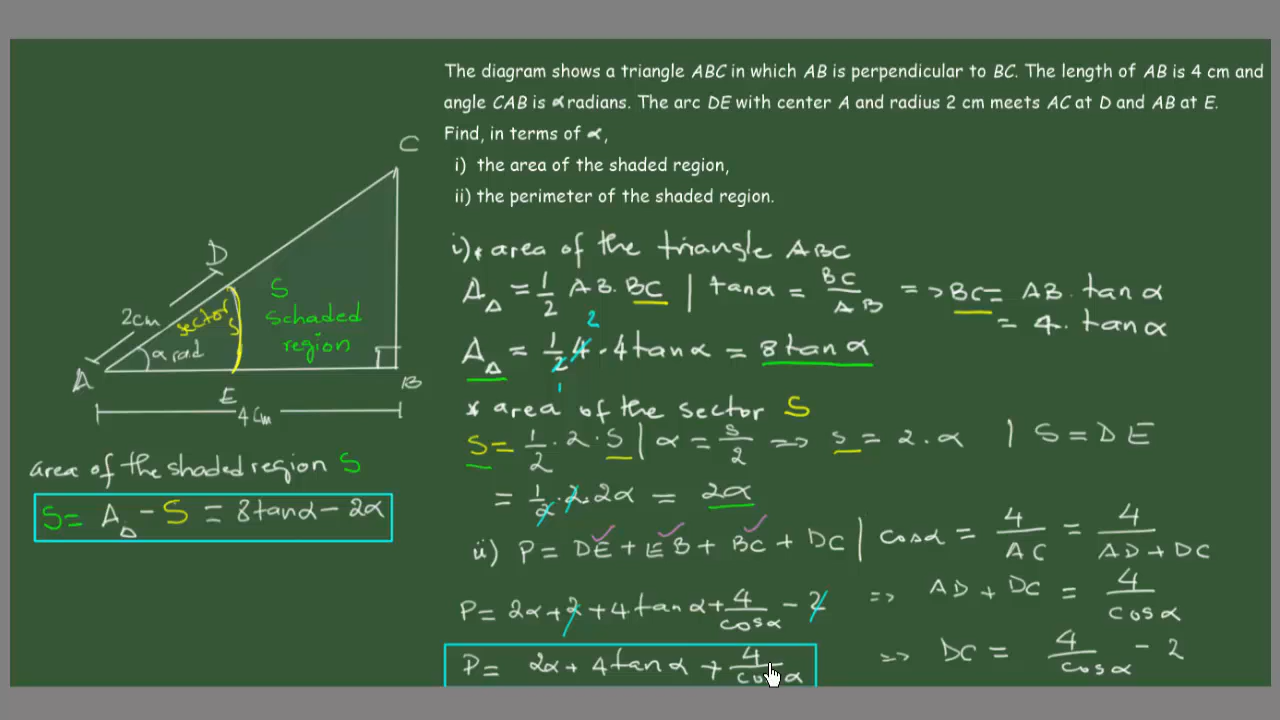 The diagram shows a triangle ABC in which AB is perpendicular to BC. The length of AB is 4 cm and
angle CAB is α radians. The arc DE with center A and radius 2 cm meets AC at D and AB at E.
Find, in terms of α,
i) the area of the shaded region,
ii) the perimeter of the shaded region.
C
D
2cm
sector s
S
schaded
region
α rad
A
E
B
4cm
area of the shaded region S
S = A△ - S = 8tanα - 2α
i) * area of the triangle ABC
A△ = 1/2 AB. BC | tanα = BC/AB => BC = AB. tan α
= 4. tan α
A△ = 1/2 4 . 4tanα = 8tanα
2
1
* area of the sector S
S = 1/2 . 2 . s | α = s/2 => s = 2. α | S = DE
= 1/2 . 2. 2α = 2α
ii) P = DE + EB + BC + DC | cosα = 4/AC = 4/AD+DC
P = 2α + 2 + 4tanα + 4/cosα - 2 => AD + DC = 4/cosα
P = 2α + 4tanα + 4/cosα => DC = 4/cosα - 2